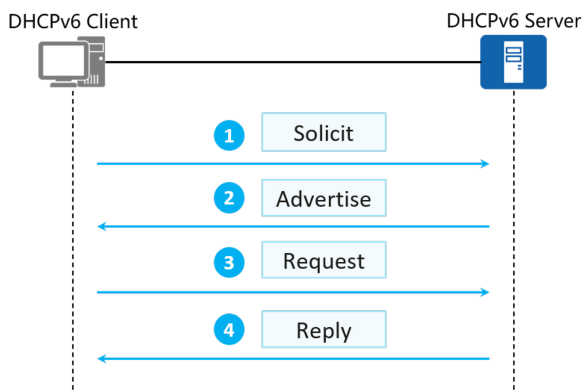 DHCPv6 Client
DHCPv6 Server
1 Solicit
2 Advertise
3 Request
4 Reply